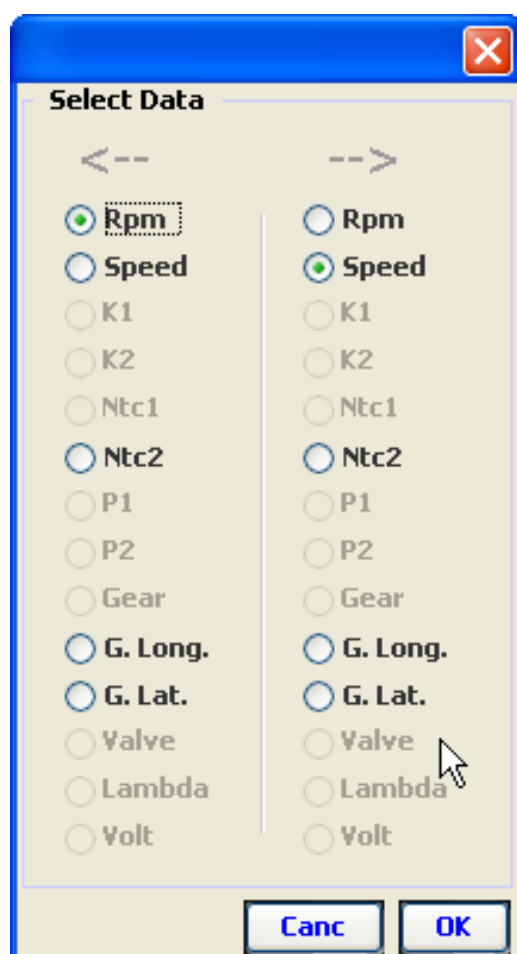 Select Data
<-- -->
Rpm Rpm
Speed Speed
K1 K1
K2 K2
Ntc1 Ntc1
Ntc2 Ntc2
P1 P1
P2 P2
Gear Gear
G. Long. G. Long.
G. Lat. G. Lat.
Valve Valve
Lambda Lambda
Volt Volt
Canc OK